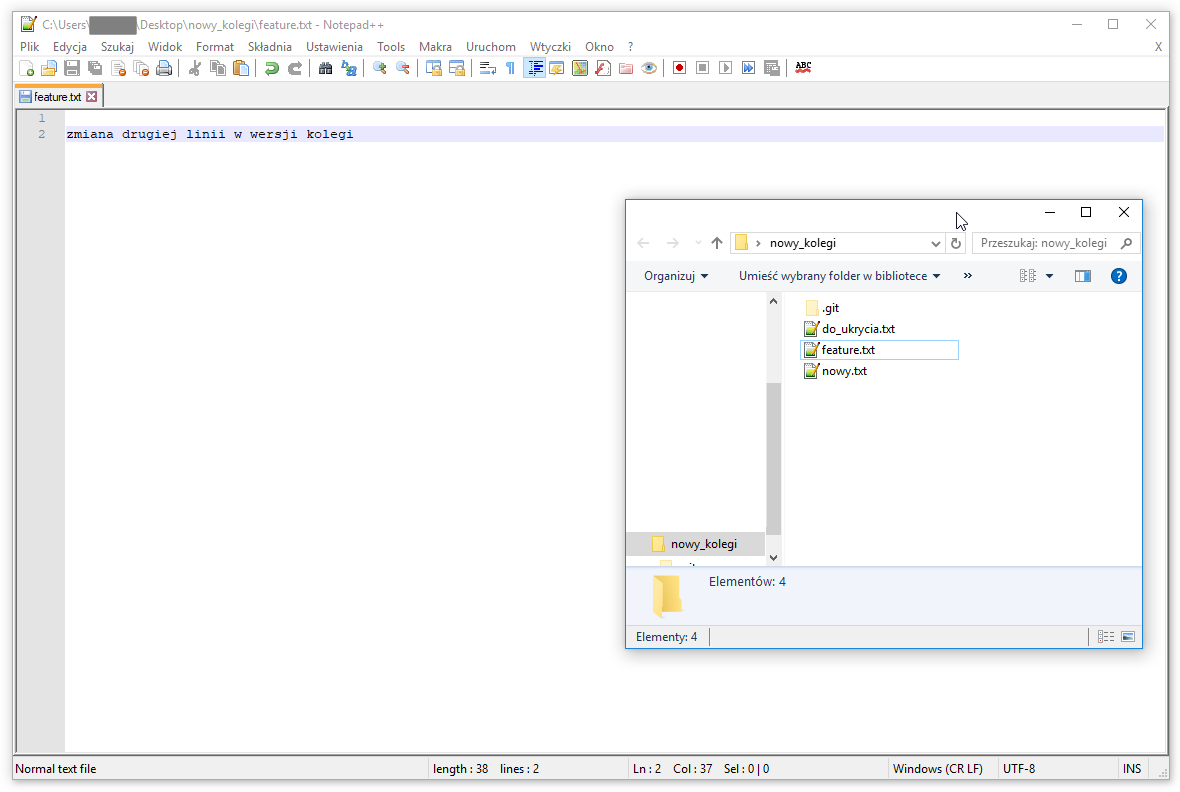 C:\Users\ \Desktop\nowy_kolegi\feature.txt - Notepad++
Plik Edycja Szukaj Widok Format Składnia Ustawienia Tools Makra Uruchom Wtyczki Okno ? X
ABC
feature.txt
1
2 zmiana drugiej linii w wersji kolegi
nowy_kolegi
Przeszukaj: nowy_kolegi
Organizuj Umieść wybrany folder w bibliotece »
.git
do_ukrycia.txt
feature.txt
nowy.txt
nowy_kolegi
Elementów: 4
Elementy: 4
Normal text file length : 38 lines : 2 Ln : 2 Col : 37 Sel : 0 | 0 Windows (CR LF) UTF-8 INS